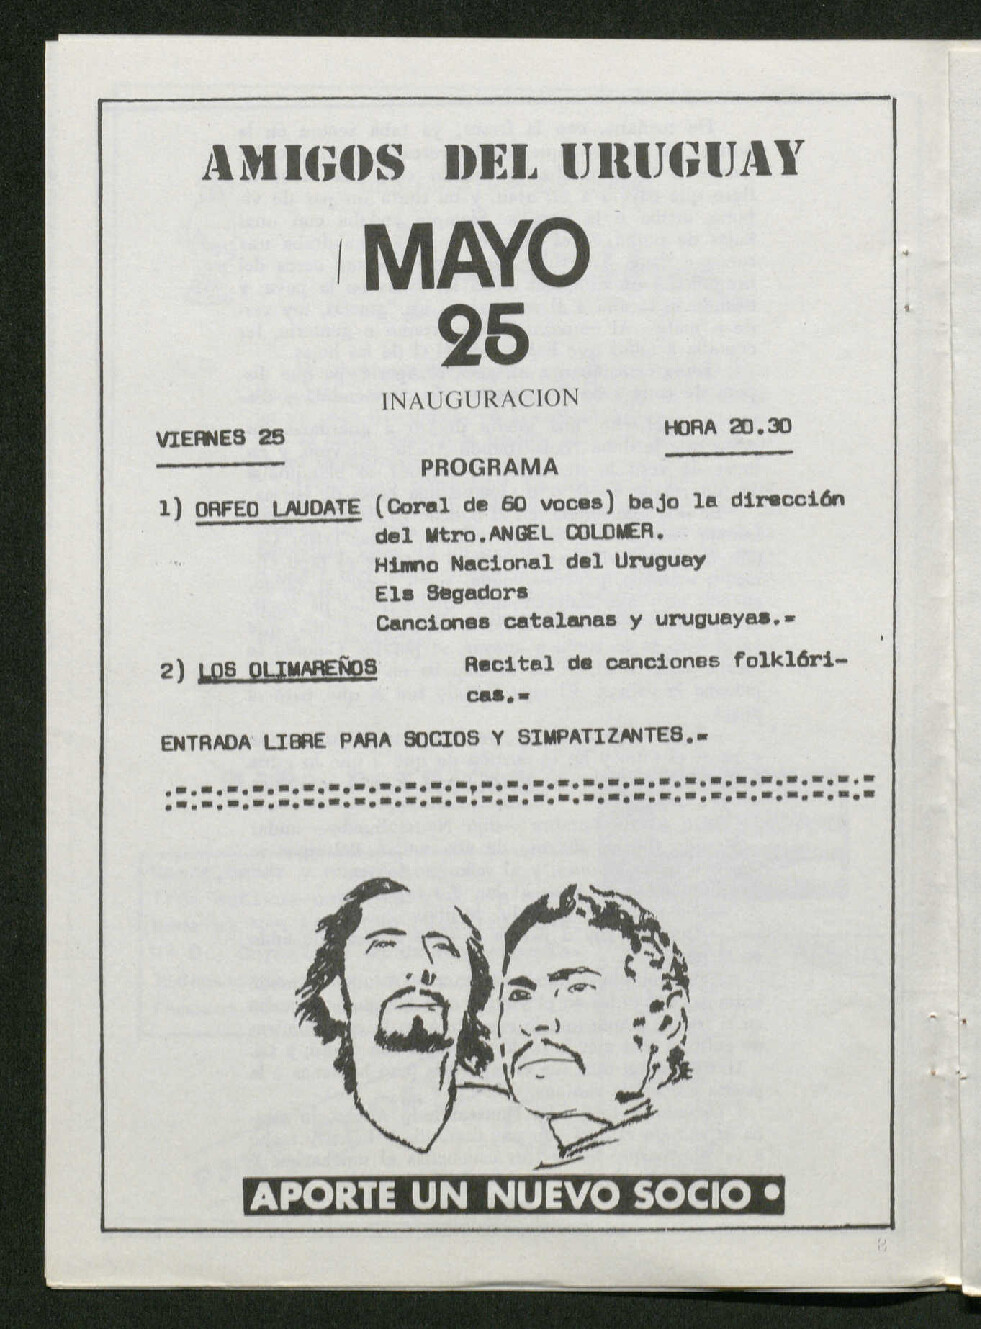 AMIGOS DEL URUGUAY
MAYO
25
INAUGURACION
VIERNES 25 HORA 20.30
PROGRAMA
1) ORFEO LAUDATE (Coral de 60 voces) bajo la dirección
del Mtro.ANGEL COLOMER.
Himno Nacional del Uruguay
Els Segadors
Canciones catalanas y uruguayas.=
2) LOS OLIMAREÑOS Recital de canciones folklóri-
cas.=
ENTRADA LIBRE PARA SOCIOS Y SIMPATIZANTES.=
APORTE UN NUEVO SOCIO •
8